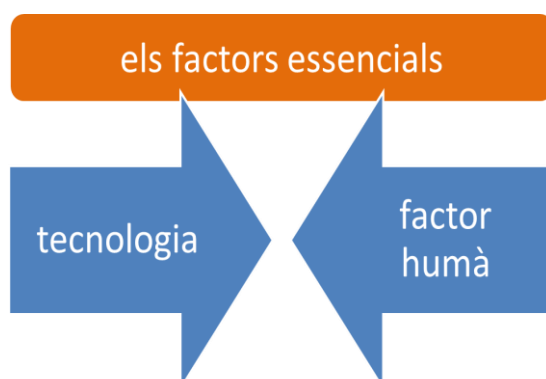 els factors essencials
tecnologia
factor
humà